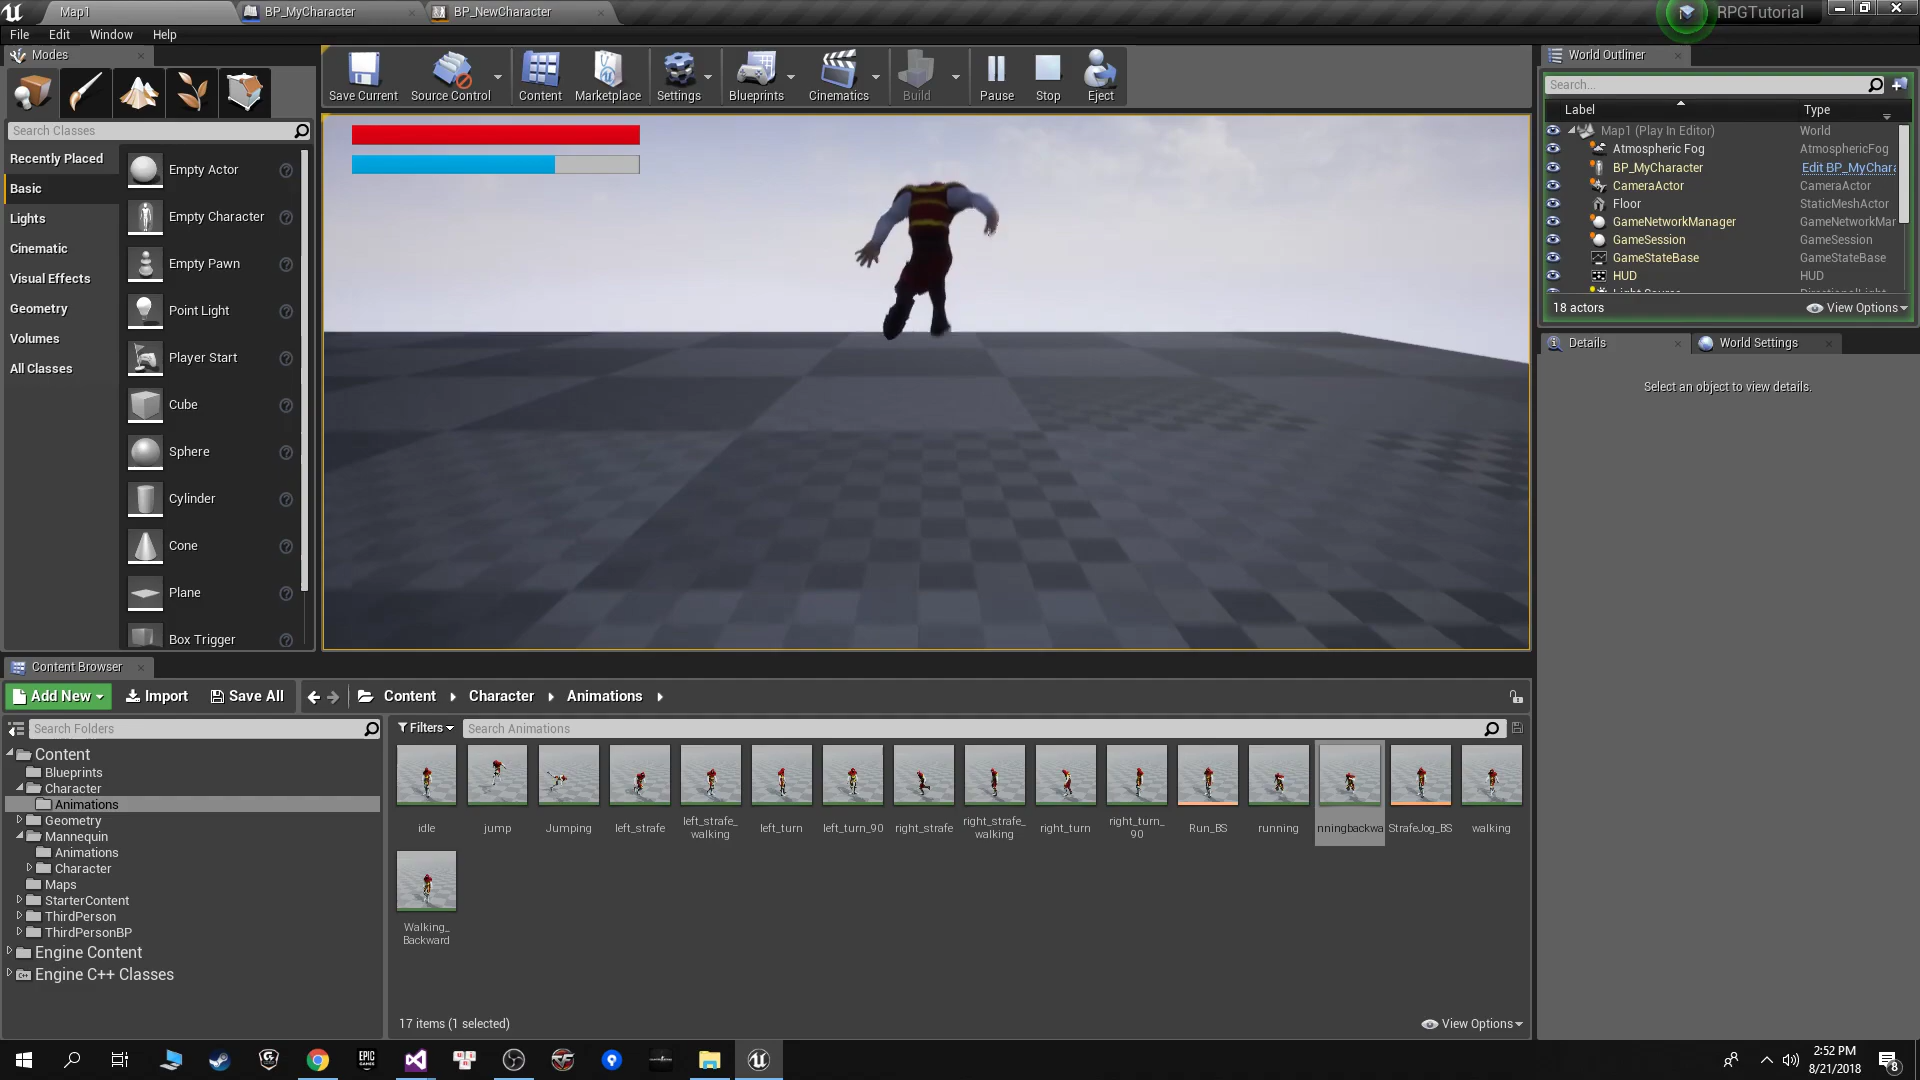 Map1
BP_MyCharacter
BP_NewCharacter
RPGTutorial
File Edit Window Help
Modes
Save Current
Source Control
Content
Marketplace
Settings
Blueprints
Cinematics
Build
Pause
Stop
Eject
Search Classes
Recently Placed
Basic
Lights
Cinematic
Visual Effects
Geometry
Volumes
All Classes
Empty Actor
Empty Character
Empty Pawn
Point Light
Player Start
Cube
Sphere
Cylinder
Cone
Plane
Box Trigger
World Outliner
Search...
Label Type
Map1 (Play In Editor) World
Atmospheric Fog AtmosphericFog
BP_MyCharacter Edit BP_MyChara
CameraActor CameraActor
Floor StaticMeshActor
GameNetworkManager GameNetworkMar
GameSession GameSession
GameStateBase GameStateBase
HUD HUD
Light Source DirectionalLight
18 actors View Options
Details
World Settings
Select an object to view details.
Content Browser
Add New Import Save All Content Character Animations
Search Folders
Content
Blueprints
Character
Animations
Geometry
Mannequin
Animations
Character
Maps
StarterContent
ThirdPerson
ThirdPersonBP
Engine Content
Engine C++ Classes
Filters Search Animations
idle
jump
Jumping
left_strafe
left_strafe_
walking
left_turn
left_turn_90
right_strafe
right_strafe_
walking
right_turn
right_turn_
90
Run_BS
running
nningbackwa
StrafeJog_BS
walking
Walking_
Backward
17 items (1 selected) View Options
EPIC
GAMES
2:52 PM
8/21/2018
8